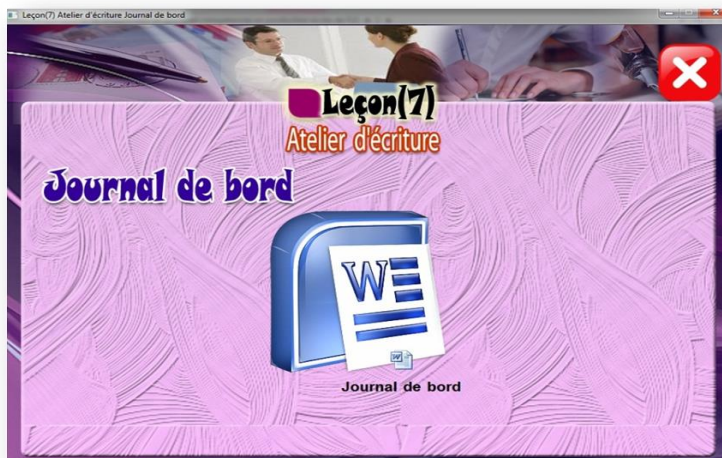 Leçon(7) Atelier d'écriture Journal de bord
Leçon(7)
Atelier d'écriture
Journal de bord
W
Journal de bord